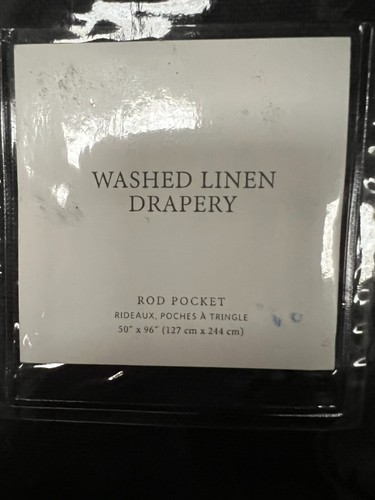 WASHED LINEN
DRAPERY
ROD POCKET
RIDEAUX, POCHES À TRINGLE
50" x 96" (127 cm x 244 cm)